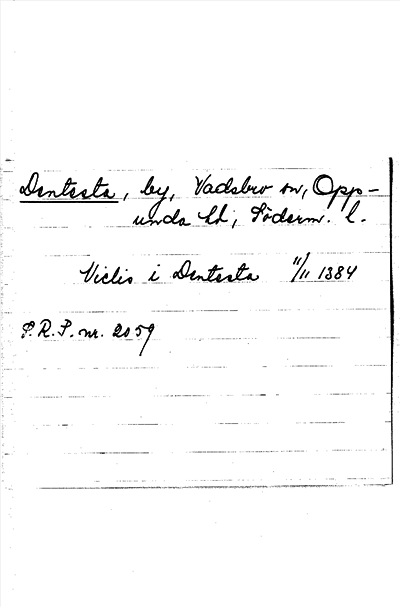 Dentesta, by, Vadsbro sn, Opp-
unda hd, Söderm. l.
Viclis i Dentesta 11/11 1384
S.R.P. nr. 2059